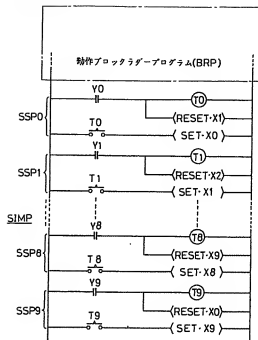 動作ブロックラダープログラム(BRP)
Y0 T0
RESET·X1
SSP0
T0 SET·X0
Y1 T1
RESET·X2
SSP1
T1 SET·X1
SIMP
Y8 T8
RESET·X9
SSP8
T8 SET·X8
Y9 T9
RESET·X0
SSP9
T9 SET·X9